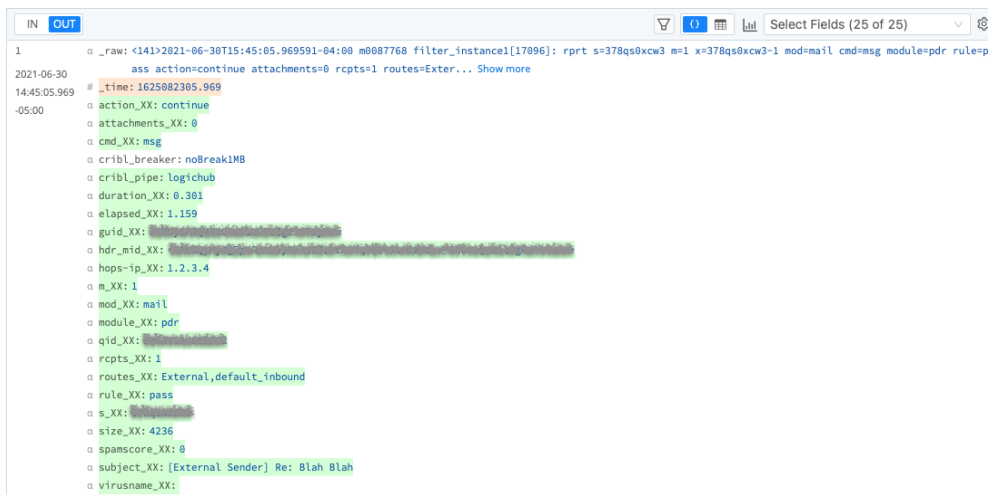 IN OUT Select Fields (25 of 25)
1 α _raw: <141>2021-06-30T15:45:05.969591-04:00 m0087768 filter_instance1[17096]: rprt s=378qs0xcw3 m=1 x=378qs0xcw3-1 mod=mail cmd=msg module=pdr rule=p
ass action=continue attachments=0 rcpts=1 routes=Exter... Show more
2021-06-30
14:45:05.969
-05:00
# _time: 1625082305.969
α action_XX: continue
α attachments_XX: 0
α cmd_XX: msg
α cribl_breaker: noBreak1MB
α cribl_pipe: logichub
α duration_XX: 0.301
α elapsed_XX: 1.159
α guid_XX:
α hdr_mid_XX:
α hops-ip_XX: 1.2.3.4
α m_XX: 1
α mod_XX: mail
α module_XX: pdr
α qid_XX:
α rcpts_XX: 1
α routes_XX: External,default_inbound
α rule_XX: pass
α s_XX:
α size_XX: 4236
α spamscore_XX: 0
α subject_XX: [External Sender] Re: Blah Blah
α virusname_XX: